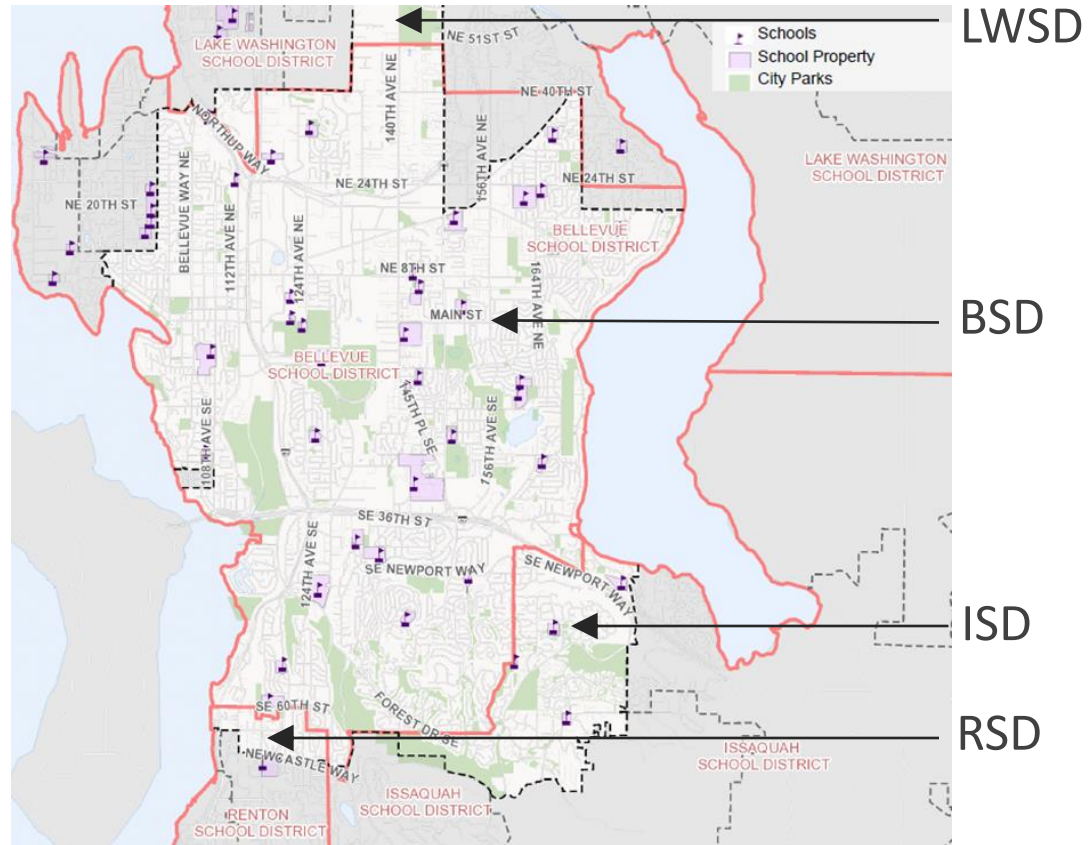 LWSD
Schools
School Property
City Parks
NE 51ST ST
LAKE WASHINGTON
SCHOOL DISTRICT
140TH AVE NE
NE 40TH ST
NORTHUP WAY
156TH AVE NE
LAKE WASHINGTON
SCHOOL DISTRICT
NE 24TH ST
NE 24TH ST
NE 20TH ST
BELLEVUE WAY NE
112TH AVE NE
124TH AVE NE
BELLEVUE
SCHOOL DISTRICT
NE 8TH ST
164TH AVE NE
MAIN ST
BSD
BELLEVUE
SCHOOL DISTRICT
145TH PL SE
108TH AVE SE
156TH AVE SE
SE 36TH ST
124TH AVE SE
SE NEWPORT WAY
SE NEWPORT WAY
ISD
SE 60TH ST
FOREST DR SE
RSD
NEWCASTLE WAY
ISSAQUAH
SCHOOL DISTRICT
ISSAQUAH
SCHOOL DISTRICT
RENTON
SCHOOL DISTRICT